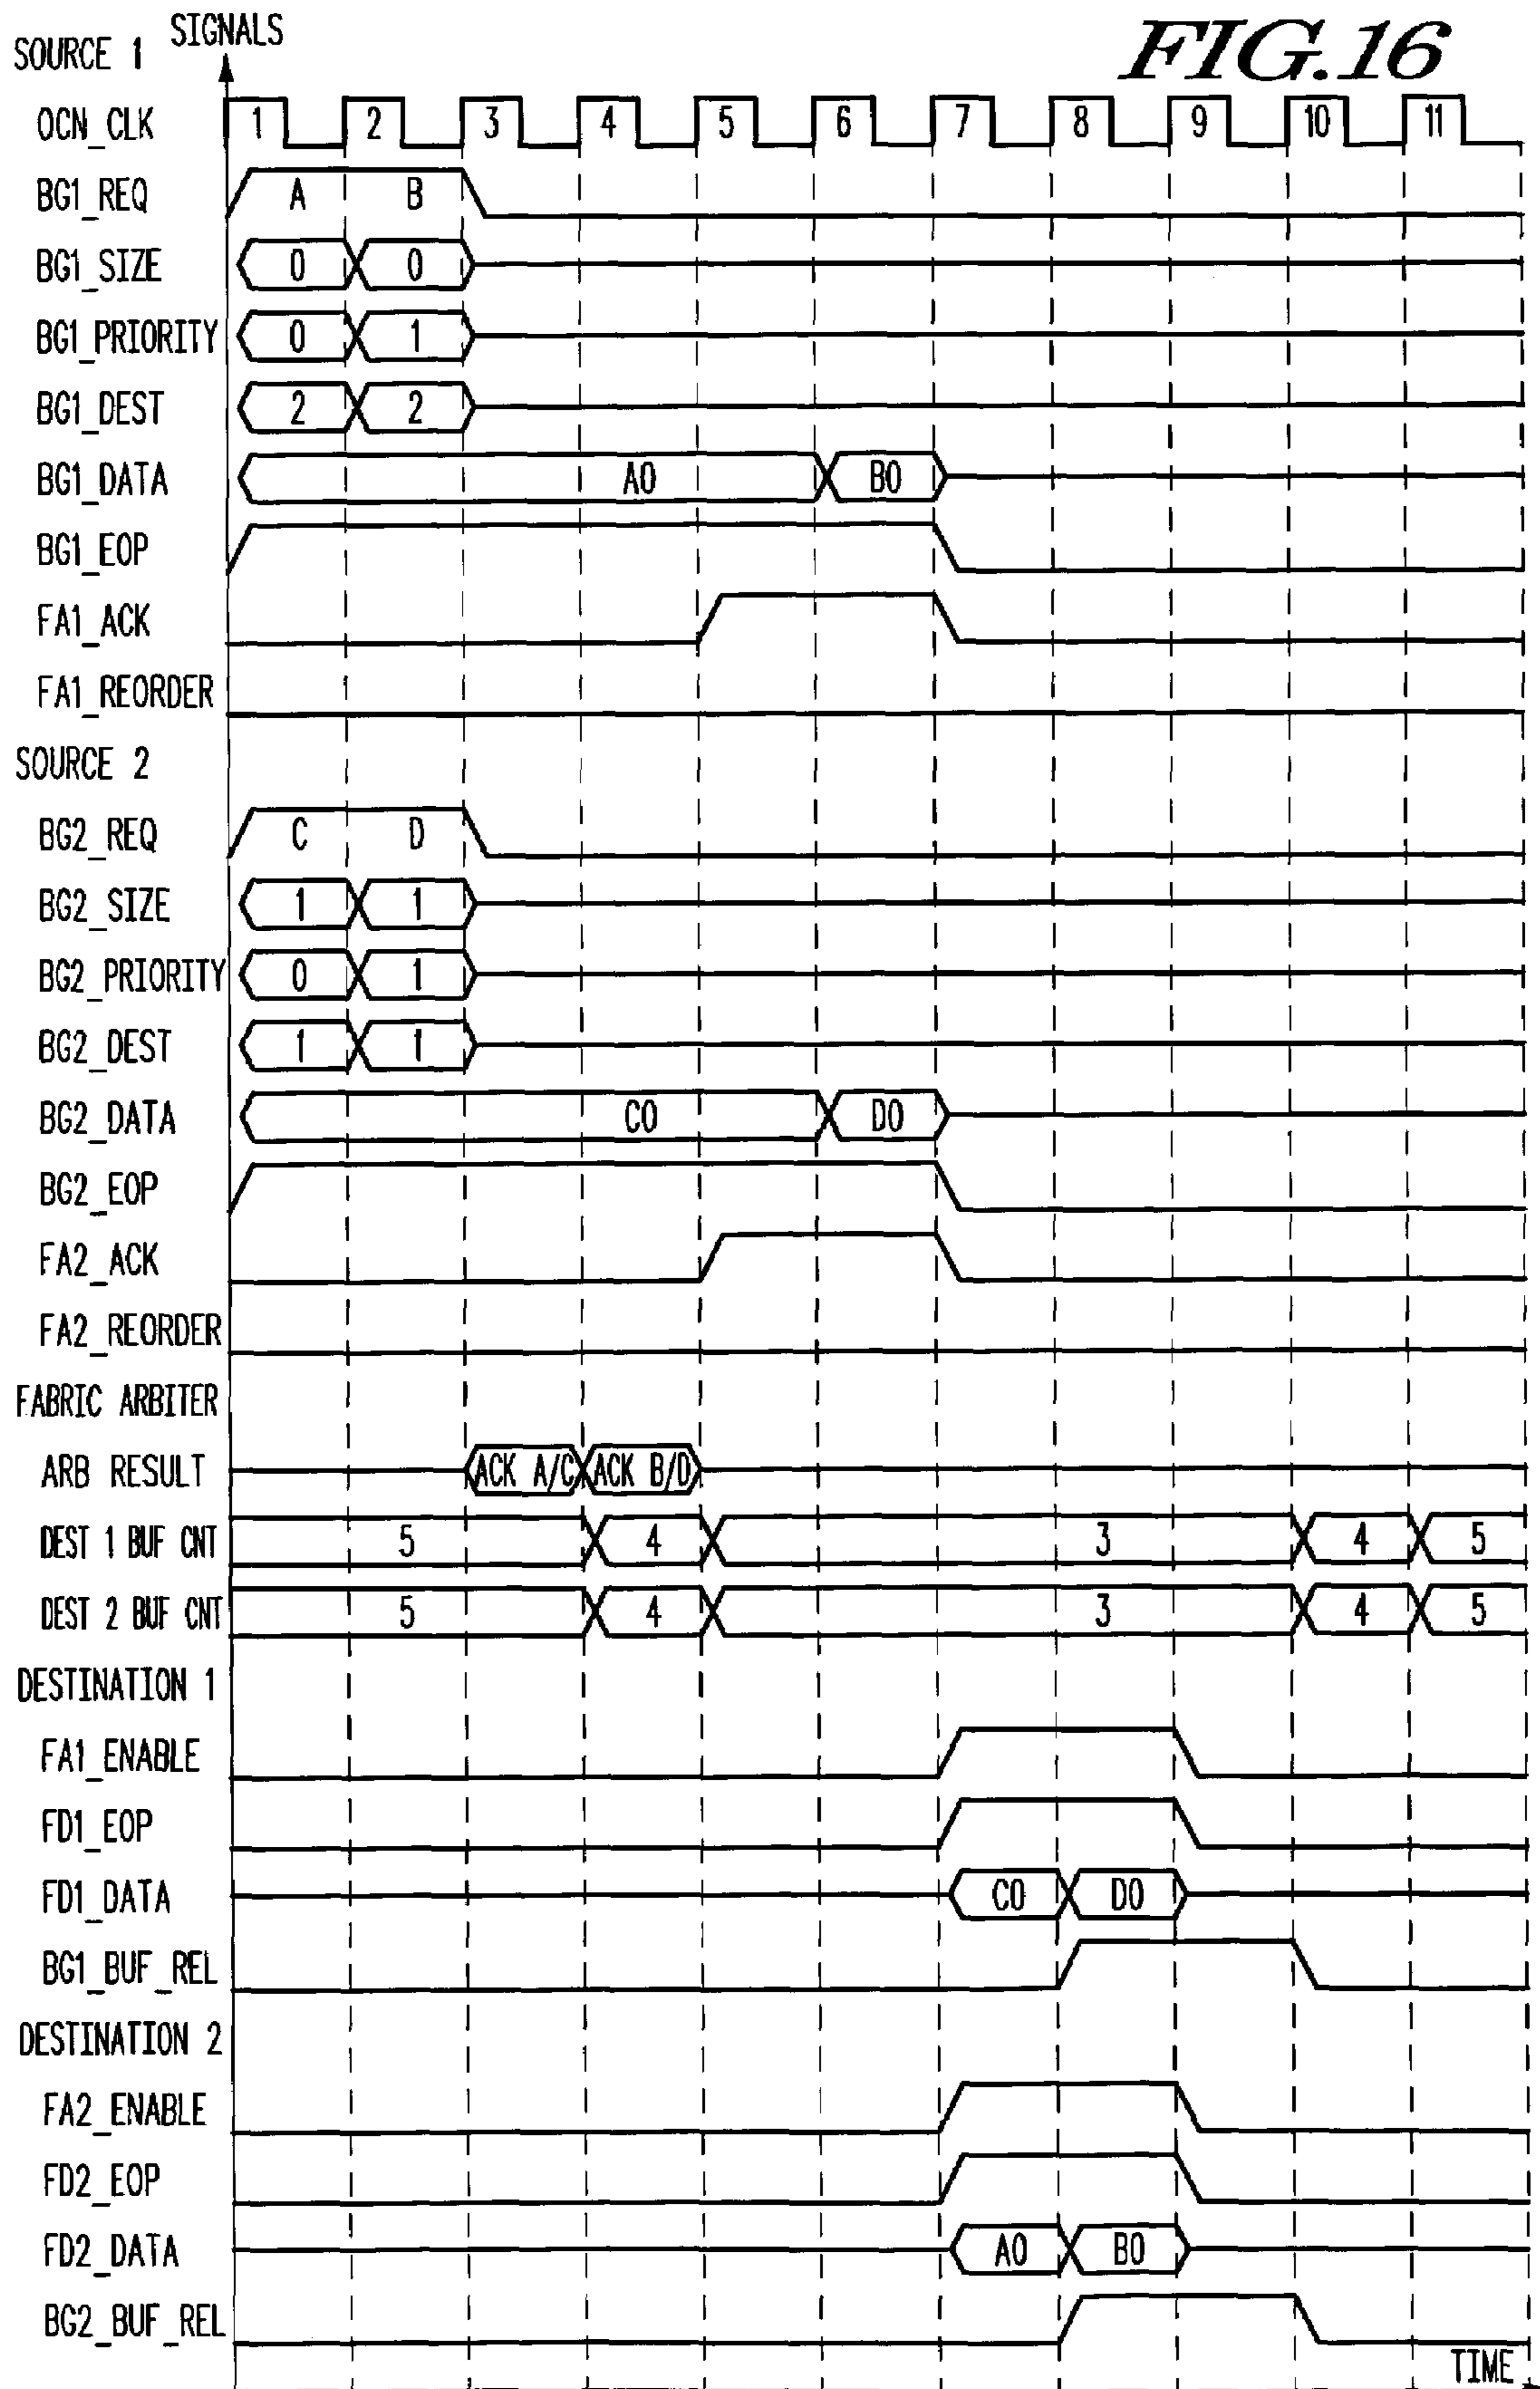 FIG.16
SIGNALS
SOURCE 1
OCN_CLK 1 2 3 4 5 6 7 8 9 10 11
BG1_REQ A B
BG1_SIZE 0 0
BG1_PRIORITY 0 1
BG1_DEST 2 2
BG1_DATA A0 B0
BG1_EOP
FA1_ACK
FA1_REORDER
SOURCE 2
BG2_REQ C D
BG2_SIZE 1 1
BG2_PRIORITY 0 1
BG2_DEST 1 1
BG2_DATA C0 D0
BG2_EOP
FA2_ACK
FA2_REORDER
FABRIC ARBITER
ARB RESULT ACK A/C ACK B/D
DEST 1 BUF CNT 5 4 3 4 5
DEST 2 BUF CNT 5 4 3 4 5
DESTINATION 1
FA1_ENABLE
FD1_EOP
FD1_DATA C0 D0
BG1_BUF_REL
DESTINATION 2
FA2_ENABLE
FD2_EOP
FD2_DATA A0 B0
BG2_BUF_REL
TIME